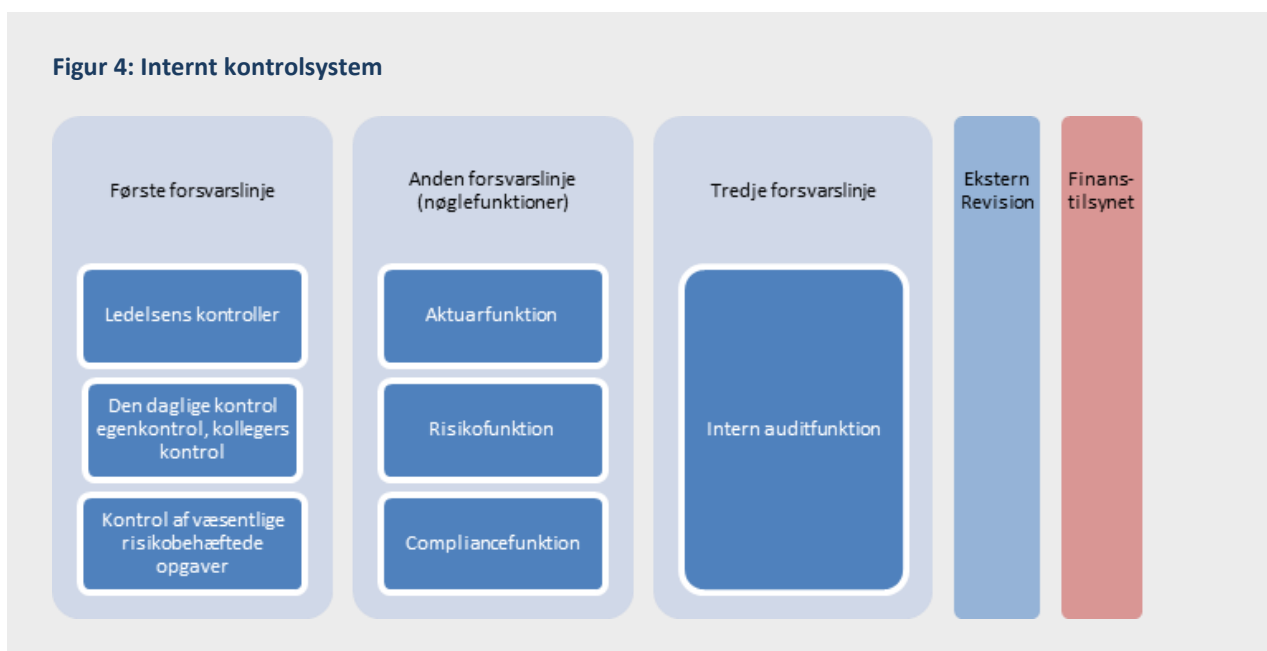 Figur 4: Internt kontrolsystem
Første forsvarslinje
Ledelsens kontroller
Den daglige kontrol
egenkontrol, kollegers
kontrol
Kontrol af væsentlige
risikobehæftede
opgaver
Anden forsvarslinje
(nøglefunktioner)
Aktuarfunktion
Risikofunktion
Compliancefunktion
Tredje forsvarslinje
Intern auditfunktion
Ekstern
Revision
Finans-
tilsynet